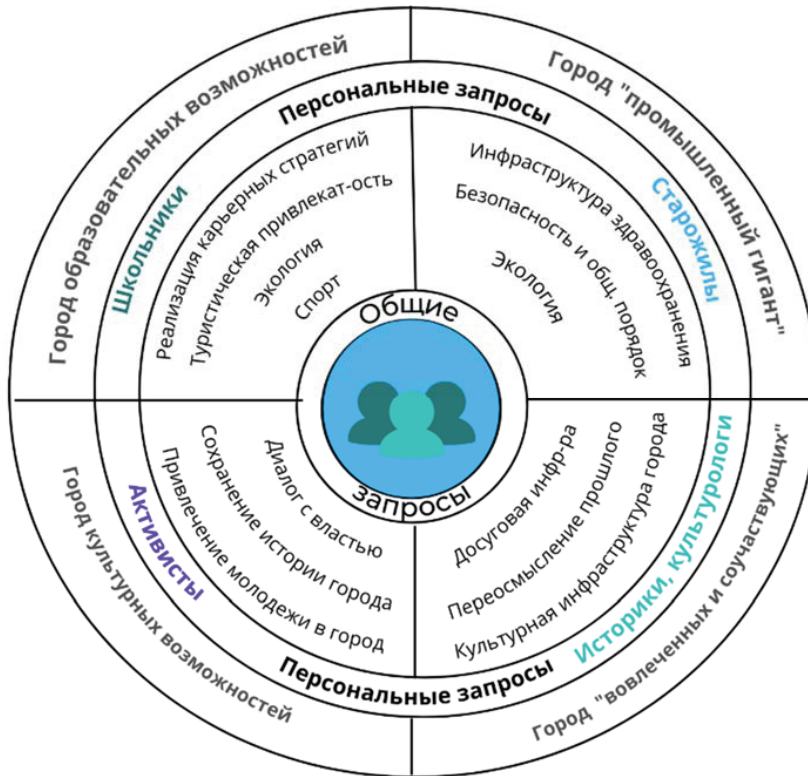 Город образовательных возможностей
Город "промышленный гигант"
Персональные запросы
Школьники
Старожилы
Реализация карьерных стратегий
Туристическая привлекат-ость
Экология
Спорт
Инфраструктура здравоохранения
Безопасность и общ. порядок
Экология
Общие
запросы
Диалог с властью
Сохранение истории города
Привлечение молодежи в город
Досуговая инфр-ра
Переосмысление прошлого
Культурная инфраструктура города
Активисты
Историки, культурологи
Персональные запросы
Город культурных возможностей
Город "вовлеченных и соучаствующих"